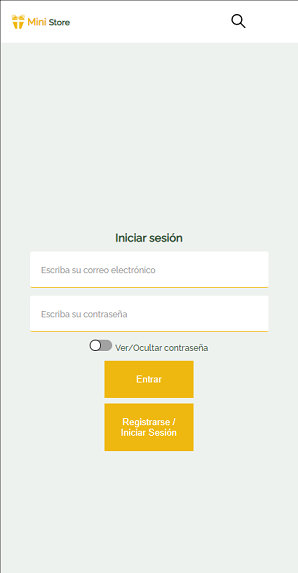 Mini Store
Iniciar sesión
Escriba su correo electrónico
Escriba su contraseña
Ver/Ocultar contraseña
Entrar
Registrarse /
Iniciar Sesión